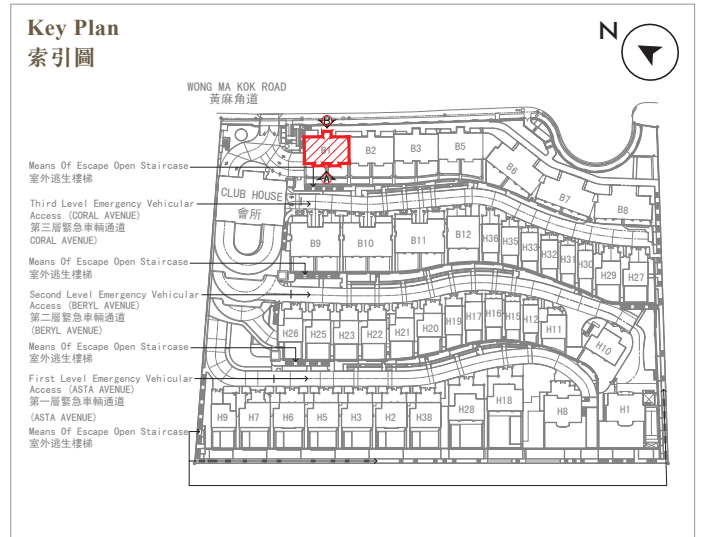 Key Plan
索引圖
N
WONG MA KOK ROAD
黃麻角道
B
B1
B2
B3
B5
B6
B7
B8
A
Means Of Escape Open Staircase
室外逃生樓梯
CLUB HOUSE
會所
Third Level Emergency Vehicular
Access (CORAL AVENUE)
第三層緊急車輛通道
CORAL AVENUE)
B9
B10
B11
B12
H36
H35
H33
H32
H31
H30
H29
H27
Means Of Escape Open Staircase
室外逃生樓梯
Second Level Emergency Vehicular
Access (BERYL AVENUE)
第二層緊急車輛通道
(BERYL AVENUE)
H26
H25
H23
H22
H21
H20
H19
H17
H16
H15
H12
H11
H10
Means Of Escape Open Staircase
室外逃生樓梯
First Level Emergency Vehicular
Access (ASTA AVENUE)
第一層緊急車輛通道
(ASTA AVENUE)
H9
H7
H6
H5
H3
H2
H38
H28
H18
H8
H1
Means Of Escape Open Staircase
室外逃生樓梯